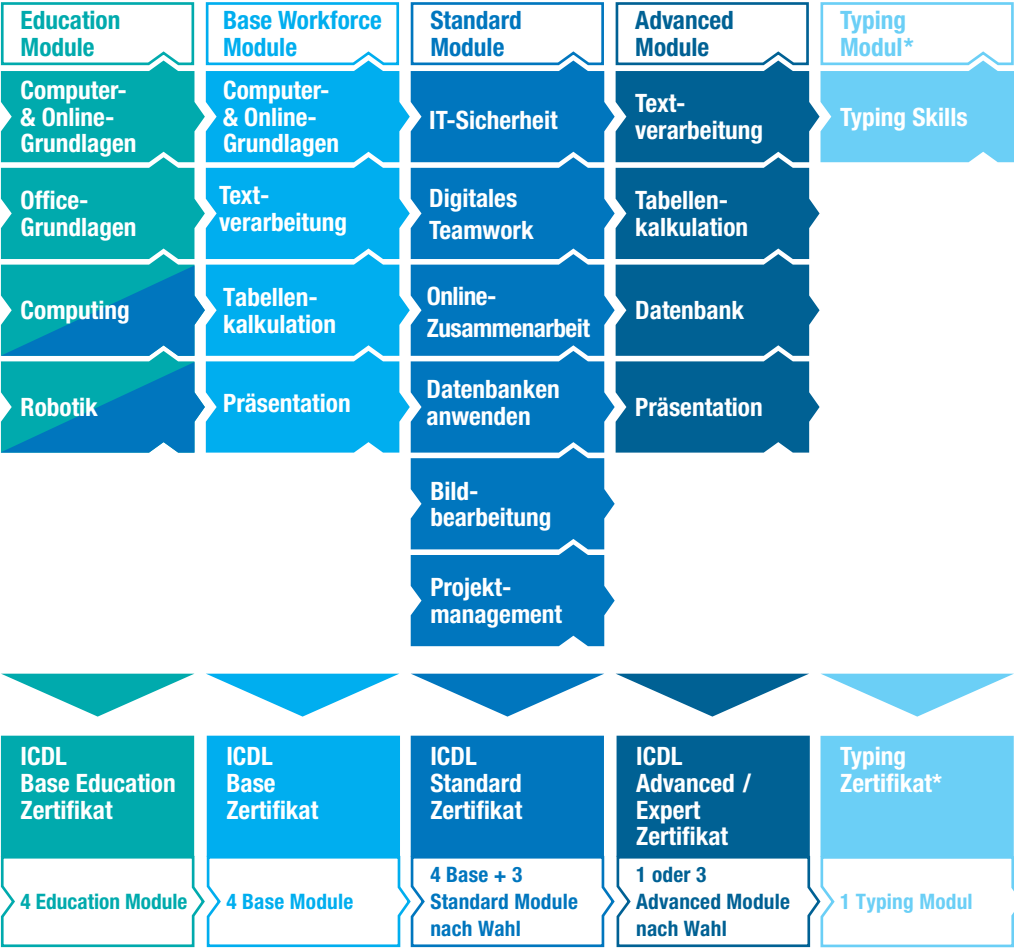 Education
Module
Base Workforce
Module
Standard
Module
Advanced
Module
Typing
Modul*
Computer-
& Online-
Grundlagen
Computer-
& Online-
Grundlagen
IT-Sicherheit
Text-
verarbeitung
Typing Skills
Office-
Grundlagen
Text-
verarbeitung
Digitales
Teamwork
Tabellen-
kalkulation
Computing
Tabellen-
kalkulation
Online-
Zusammenarbeit
Datenbank
Robotik
Präsentation
Datenbanken
anwenden
Präsentation
Bild-
bearbeitung
Projekt-
management
ICDL
Base Education
Zertifikat
ICDL
Base
Zertifikat
ICDL
Standard
Zertifikat
ICDL
Advanced /
Expert
Zertifikat
Typing
Zertifikat*
4 Education Module
4 Base Module
4 Base + 3
Standard Module
nach Wahl
1 oder 3
Advanced Module
nach Wahl
1 Typing Modul